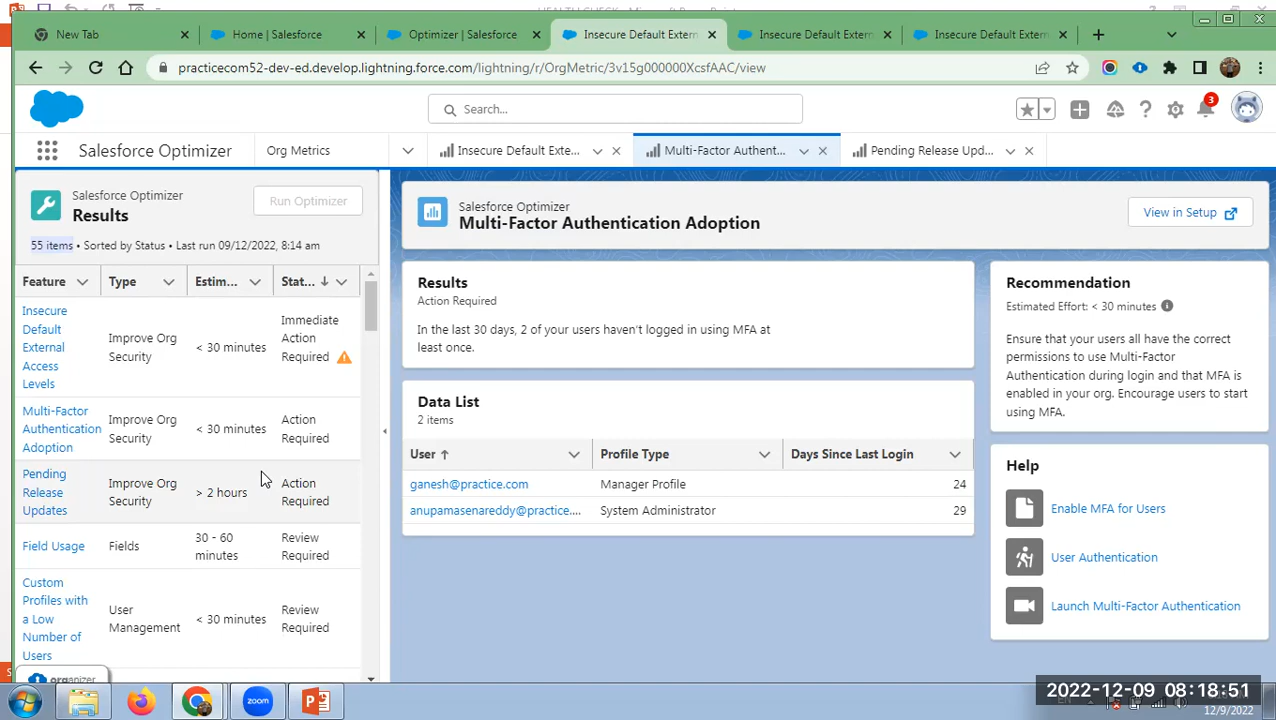 HEALTH CHECK - Microsoft PowerPoint
New Tab
Home | Salesforce
Optimizer | Salesforce
Insecure Default Extern
Insecure Default Extern
Insecure Default Extern
practicecom52-dev-ed.develop.lightning.force.com/lightning/r/OrgMetric/3v15g000000XcsfAAC/view
Search...
3
Salesforce Optimizer
Org Metrics
Insecure Default Exte...
Multi-Factor Authent...
Pending Release Upd...
Salesforce Optimizer
Results
Run Optimizer
55 items • Sorted by Status • Last run 09/12/2022, 8:14 am
Feature
Type
Estim...
Stat...
Insecure
Default
External
Access
Levels
Improve Org
Security
< 30 minutes
Immediate
Action
Required
Multi-Factor
Authentication
Adoption
Improve Org
Security
< 30 minutes
Action
Required
Pending
Release
Updates
Improve Org
Security
> 2 hours
Action
Required
Field Usage
Fields
30 - 60
minutes
Review
Required
Custom
Profiles with
a Low
Number of
Users
User
Management
< 30 minutes
Review
Required
organizer
Salesforce Optimizer
Multi-Factor Authentication Adoption
View in Setup
Results
Action Required
In the last 30 days, 2 of your users haven't logged in using MFA at
least once.
Data List
2 items
User
Profile Type
Days Since Last Login
ganesh@practice.com
Manager Profile
24
anupamasenareddy@practice....
System Administrator
29
Recommendation
Estimated Effort: < 30 minutes
Ensure that your users all have the correct
permissions to use Multi-Factor
Authentication during login and that MFA is
enabled in your org. Encourage users to start
using MFA.
Help
Enable MFA for Users
User Authentication
Launch Multi-Factor Authentication
zoom
2022-12-09 08:18:51
12/9/2022